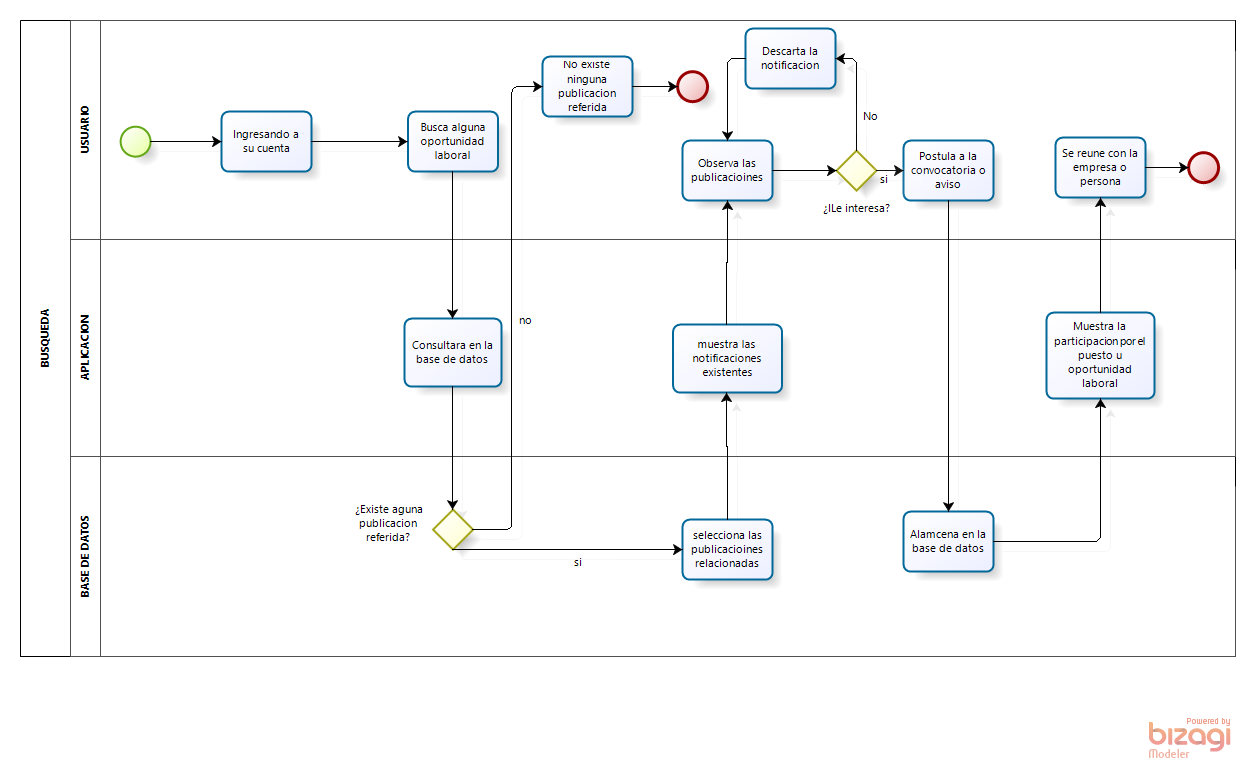 BUSQUEDA
USUARIO
Ingresando a
su cuenta
Busca alguna
oportunidad
laboral
No existe
ninguna
publicacion
referida
Descarta la
notificacion
No
Observa las
publicacioines
si
¿ILe interesa?
Postula a la
convocatoria o
aviso
Se reune con la
empresa o
persona
APLICACION
Consultara en la
base de datos
no
muestra las
notificaciones
existentes
Muestra la
participacion por el
puesto u
oportunidad
laboral
BASE DE DATOS
¿Existe aguna
publicacion
referida?
si
selecciona las
publicacioines
relacionadas
Alamcena en la
base de datos
Powered by
bizagi
Modeler